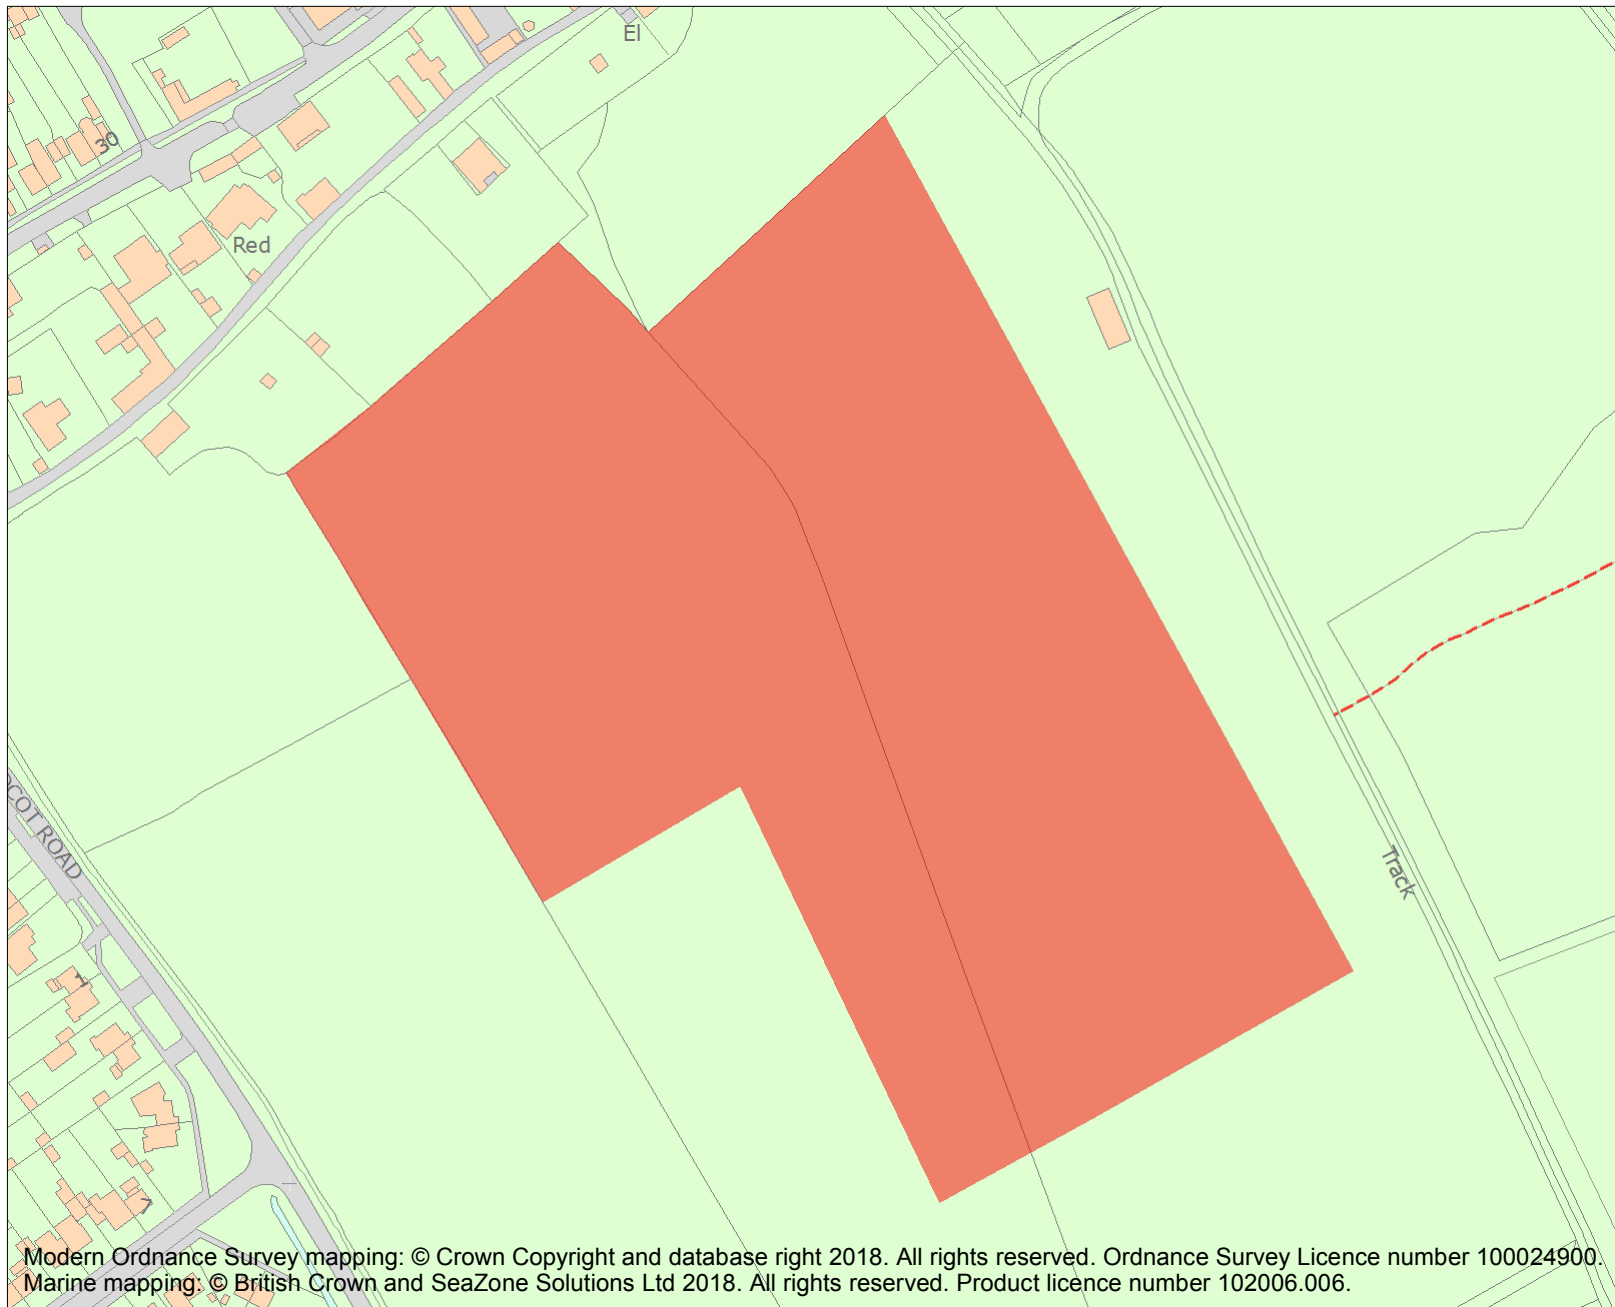 El
30
Red
OCOT ROAD
Track
1
7
Modern Ordnance Survey mapping: © Crown Copyright and database right 2018. All rights reserved. Ordnance Survey Licence number 100024900.
Marine mapping: © British Crown and SeaZone Solutions Ltd 2018. All rights reserved. Product licence number 102006.006.